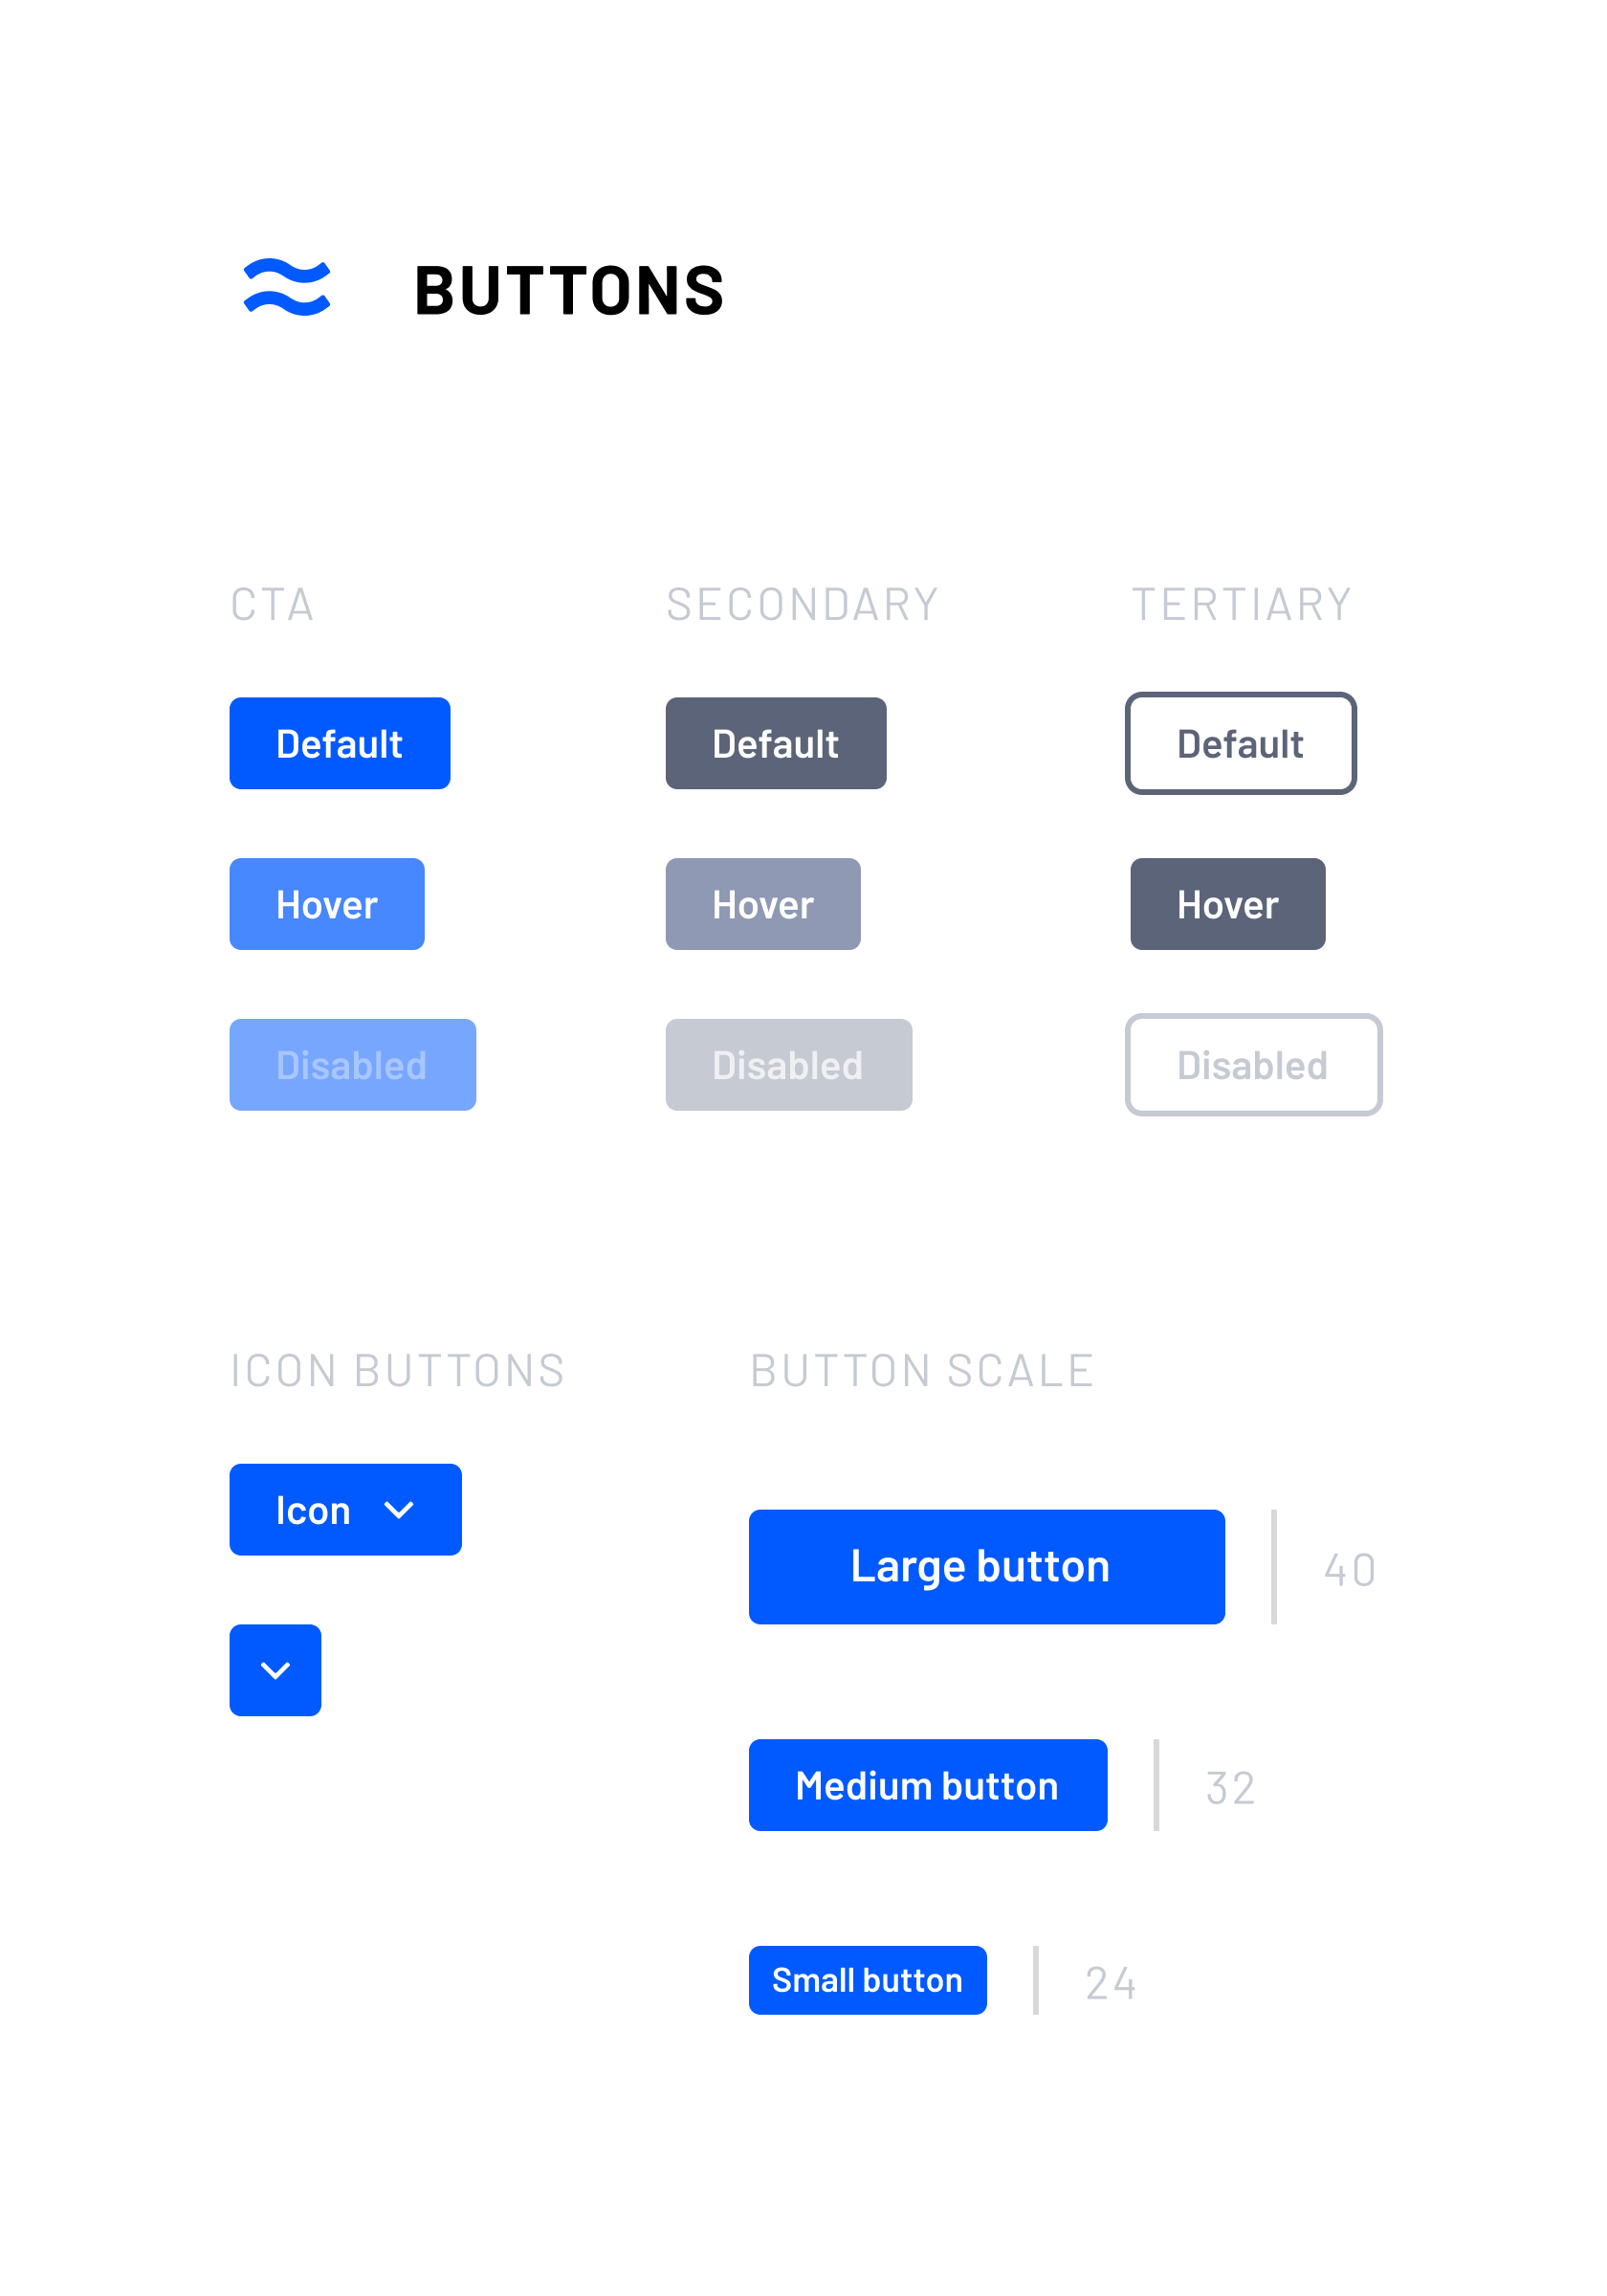 BUTTONS
CTA
SECONDARY
TERTIARY
Default
Default
Default
Hover
Hover
Hover
Disabled
Disabled
Disabled
ICON BUTTONS
BUTTON SCALE
Icon
Large button
40
Medium button
32
Small button
24